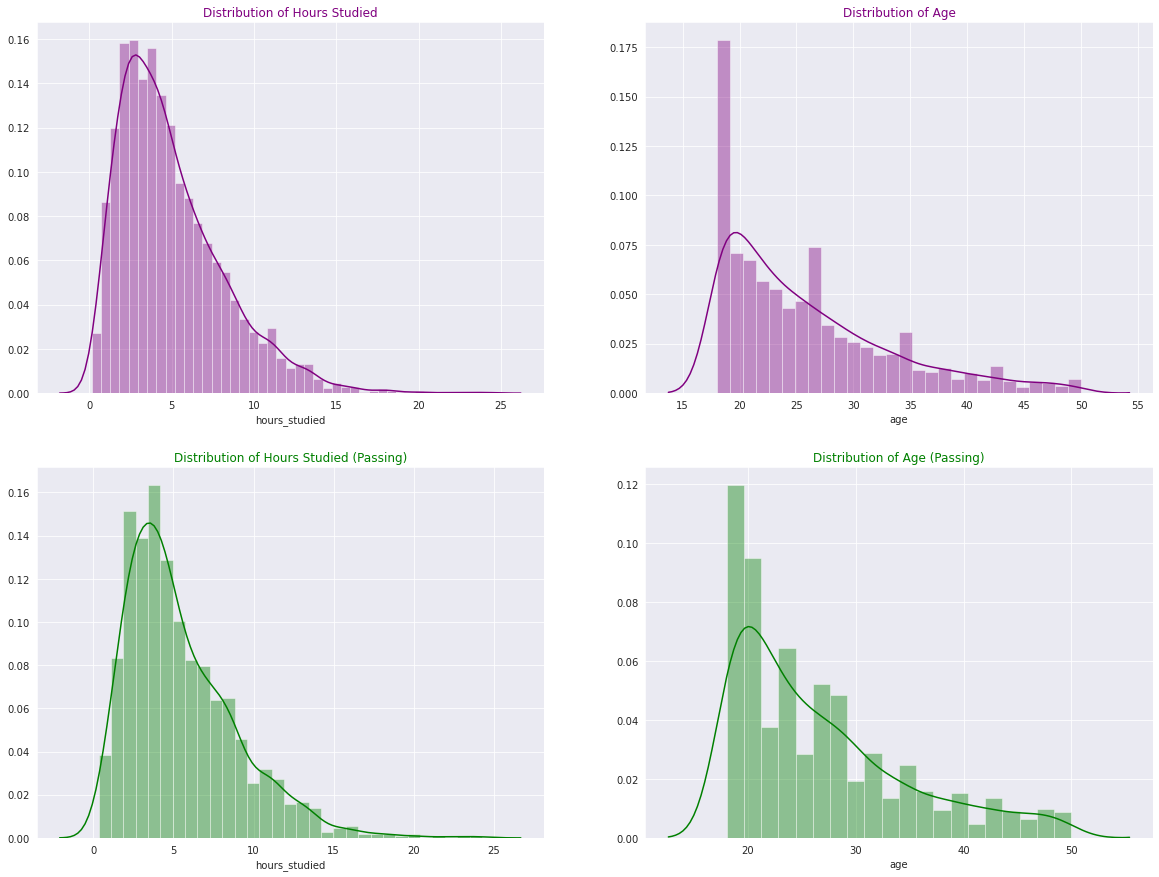 Distribution of Hours Studied
0.16
0.14
0.12
0.10
0.08
0.06
0.04
0.02
0.00
0 5 10 15 20 25
hours_studied
Distribution of Age
0.175
0.150
0.125
0.100
0.075
0.050
0.025
0.000
15 20 25 30 35 40 45 50 55
age
Distribution of Hours Studied (Passing)
0.16
0.14
0.12
0.10
0.08
0.06
0.04
0.02
0.00
0 5 10 15 20 25
hours_studied
Distribution of Age (Passing)
0.12
0.10
0.08
0.06
0.04
0.02
0.00
20 30 40 50
age